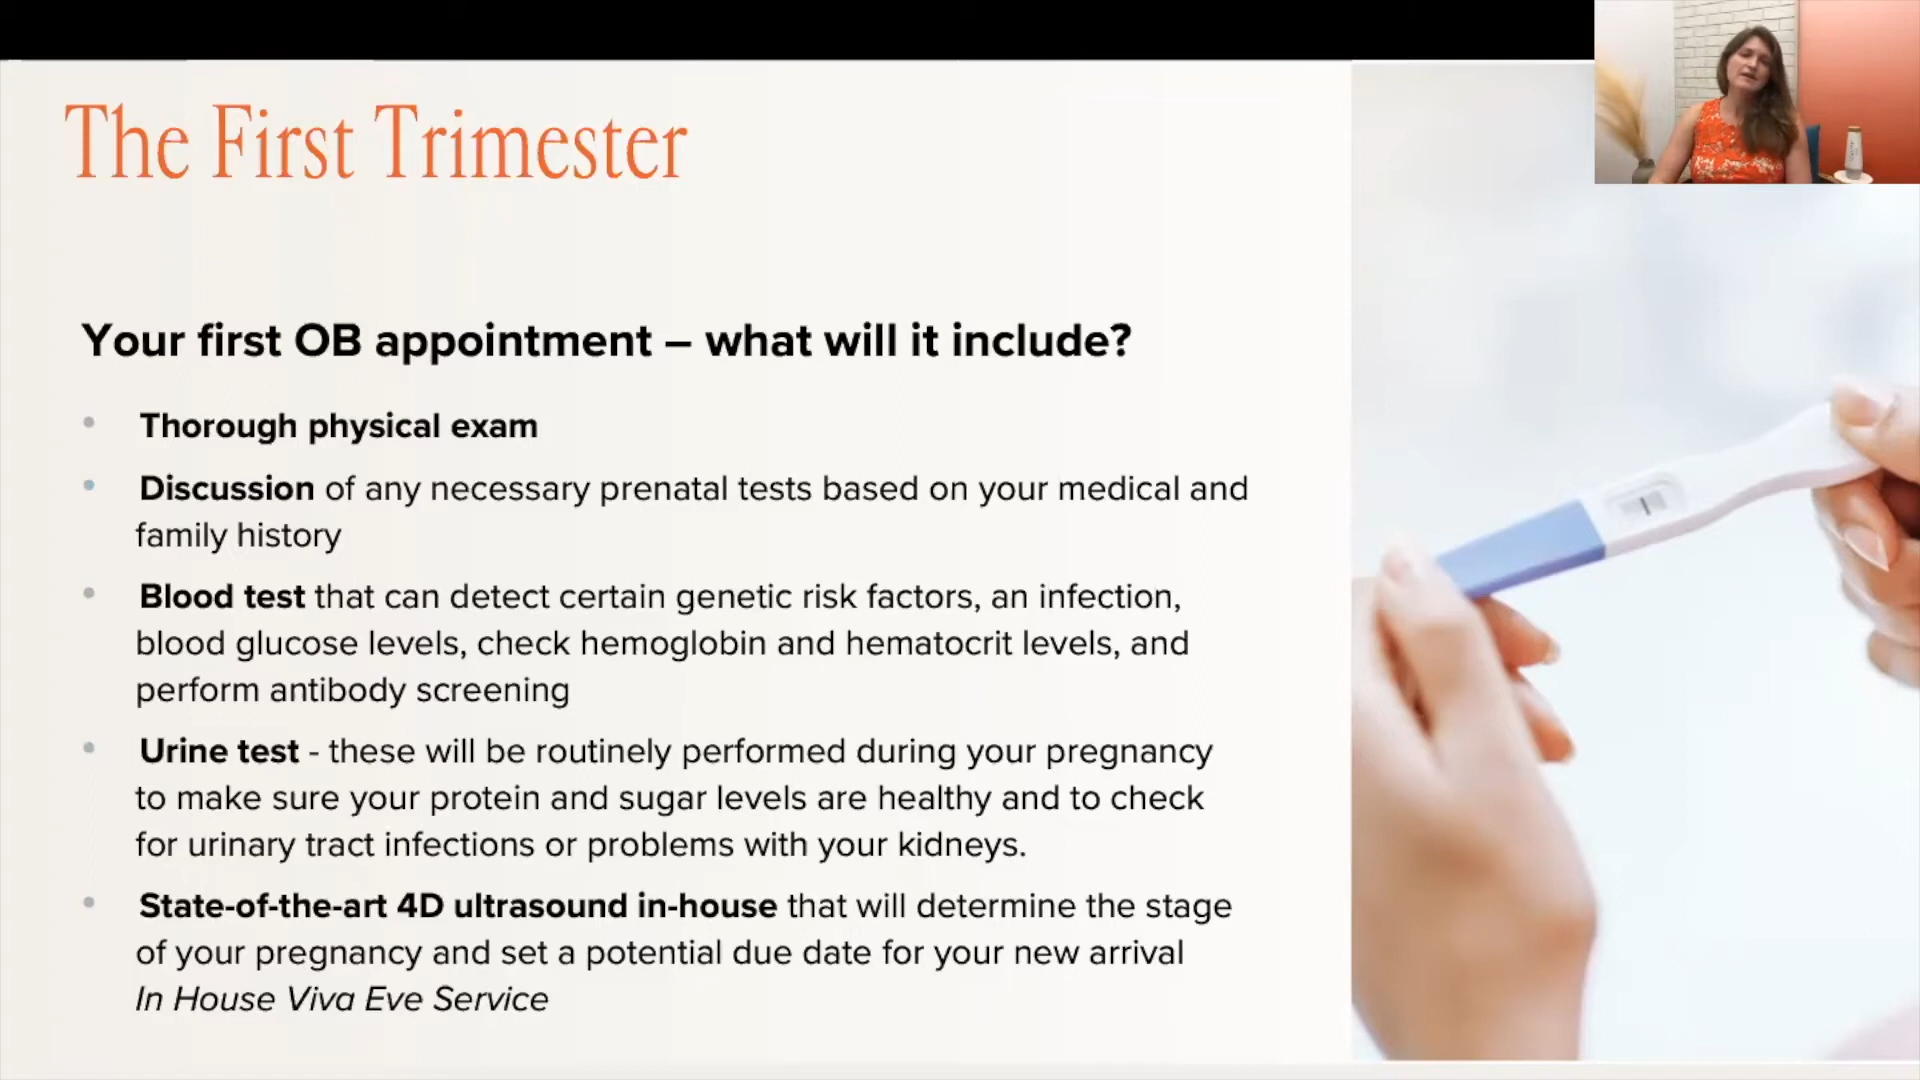 The First Trimester
Your first OB appointment – what will it include?
• Thorough physical exam
• Discussion of any necessary prenatal tests based on your medical and
family history
• Blood test that can detect certain genetic risk factors, an infection,
blood glucose levels, check hemoglobin and hematocrit levels, and
perform antibody screening
• Urine test - these will be routinely performed during your pregnancy
to make sure your protein and sugar levels are healthy and to check
for urinary tract infections or problems with your kidneys.
• State-of-the-art 4D ultrasound in-house that will determine the stage
of your pregnancy and set a potential due date for your new arrival
In House Viva Eve Service